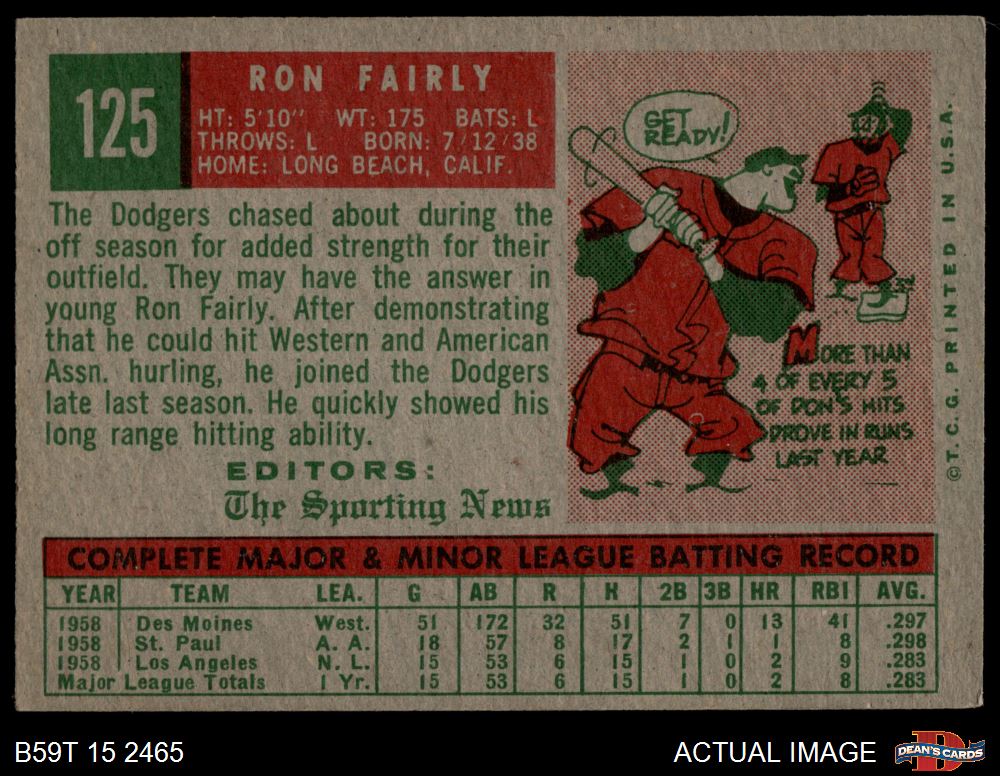 125
RON FAIRLY
HT: 5'10" WT: 175 BATS: L
THROWS: L BORN: 7/12/38
HOME: LONG BEACH, CALIF.
The Dodgers chased about during the
off season for added strength for their
outfield. They may have the answer in
young Ron Fairly. After demonstrating
that he could hit Western and American
Assn. hurling, he joined the Dodgers
late last season. He quickly showed his
long range hitting ability.
EDITORS:
The Sporting News
GET
READY!
3RD
MORE THAN
4 OF EVERY 5
OF DON'S HITS
DROVE IN RUNS
LAST YEAR
©T.C.G. PRINTED IN U.S.A.
COMPLETE MAJOR & MINOR LEAGUE BATTING RECORD
YEAR TEAM LEA. G AB R H 2B 3B HR RBI AVG.
1958 Des Moines West. 51 172 32 51 7 0 13 41 .297
1958 St. Paul A. A. 18 57 8 17 2 1 1 8 .298
1958 Los Angeles N. L. 15 53 6 15 1 0 2 9 .283
Major League Totals 1 Yr. 15 53 6 15 1 0 2 8 .283
B59T 15 2465
ACTUAL IMAGE
DEAN'S CARDS